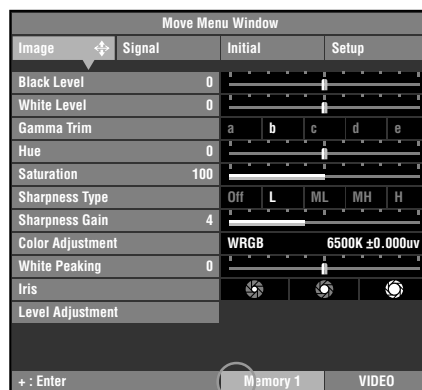 Move Menu Window
Image Signal Initial Setup
Black Level 0
White Level 0
Gamma Trim a b c d e
Hue 0
Saturation 100
Sharpness Type Off L ML MH H
Sharpness Gain 4
Color Adjustment WRGB 6500K ±0.000uv
White Peaking 0
Iris
Level Adjustment
+ : Enter Memory 1 VIDEO